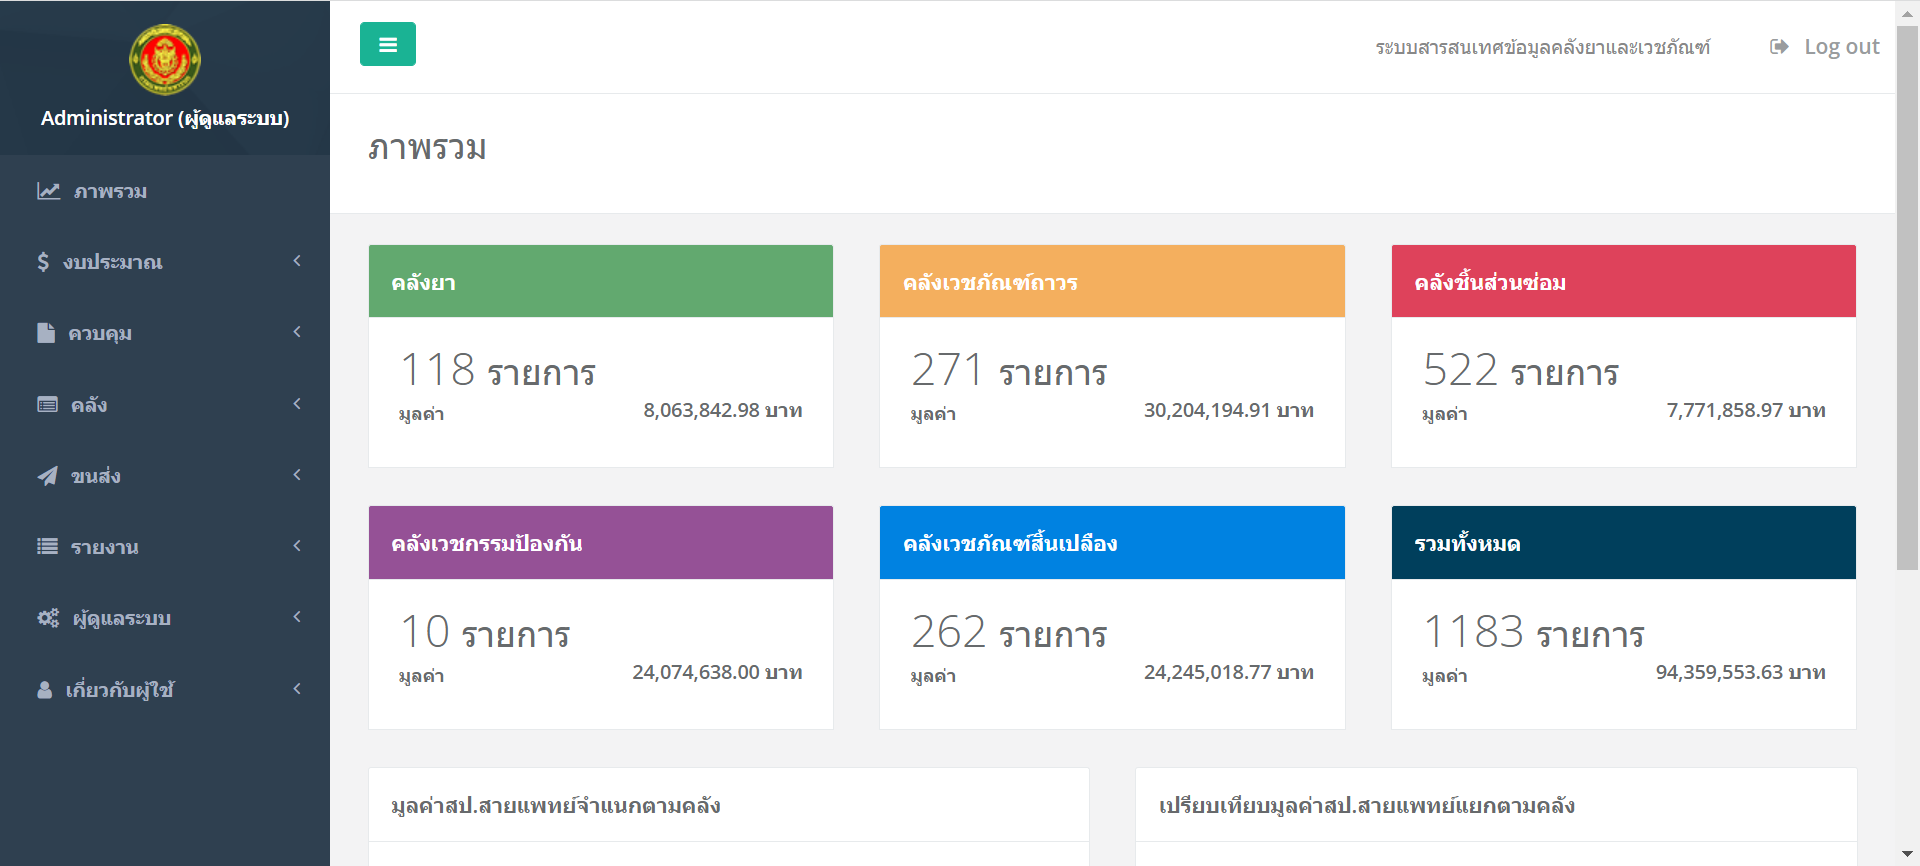 Administrator (ผู้ดูแลระบบ)
ภาพรวม
งบประมาณ
ควบคุม
คลัง
ขนส่ง
รายงาน
ผู้ดูแลระบบ
เกี่ยวกับผู้ใช้
ระบบสารสนเทศข้อมูลคลังยาและเวชภัณฑ์
Log out
ภาพรวม
คลังยา
118 รายการ
มูลค่า 8,063,842.98 บาท
คลังเวชภัณฑ์ถาวร
271 รายการ
มูลค่า 30,204,194.91 บาท
คลังชิ้นส่วนซ่อม
522 รายการ
มูลค่า 7,771,858.97 บาท
คลังเวชกรรมป้องกัน
10 รายการ
มูลค่า 24,074,638.00 บาท
คลังเวชภัณฑ์สิ้นเปลือง
262 รายการ
มูลค่า 24,245,018.77 บาท
รวมทั้งหมด
1183 รายการ
มูลค่า 94,359,553.63 บาท
มูลค่าสป.สายแพทย์จำแนกตามคลัง
เปรียบเทียบมูลค่าสป.สายแพทย์แยกตามคลัง